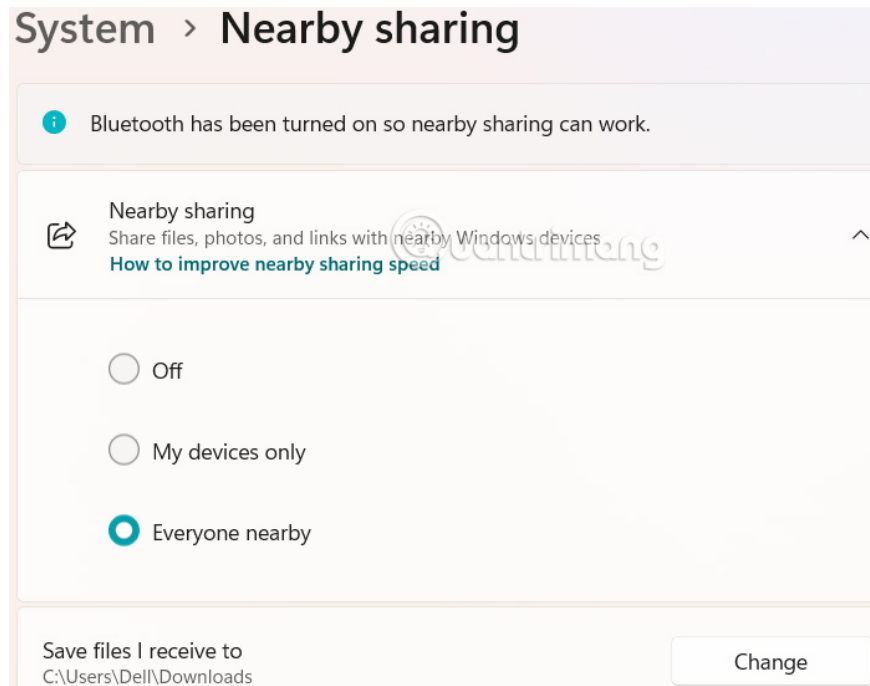 System > Nearby sharing
Bluetooth has been turned on so nearby sharing can work.
Nearby sharing
Share files, photos, and links with nearby Windows devices
How to improve nearby sharing speed
uantrimang
Off
My devices only
Everyone nearby
Save files I receive to
C:\Users\Dell\Downloads
Change